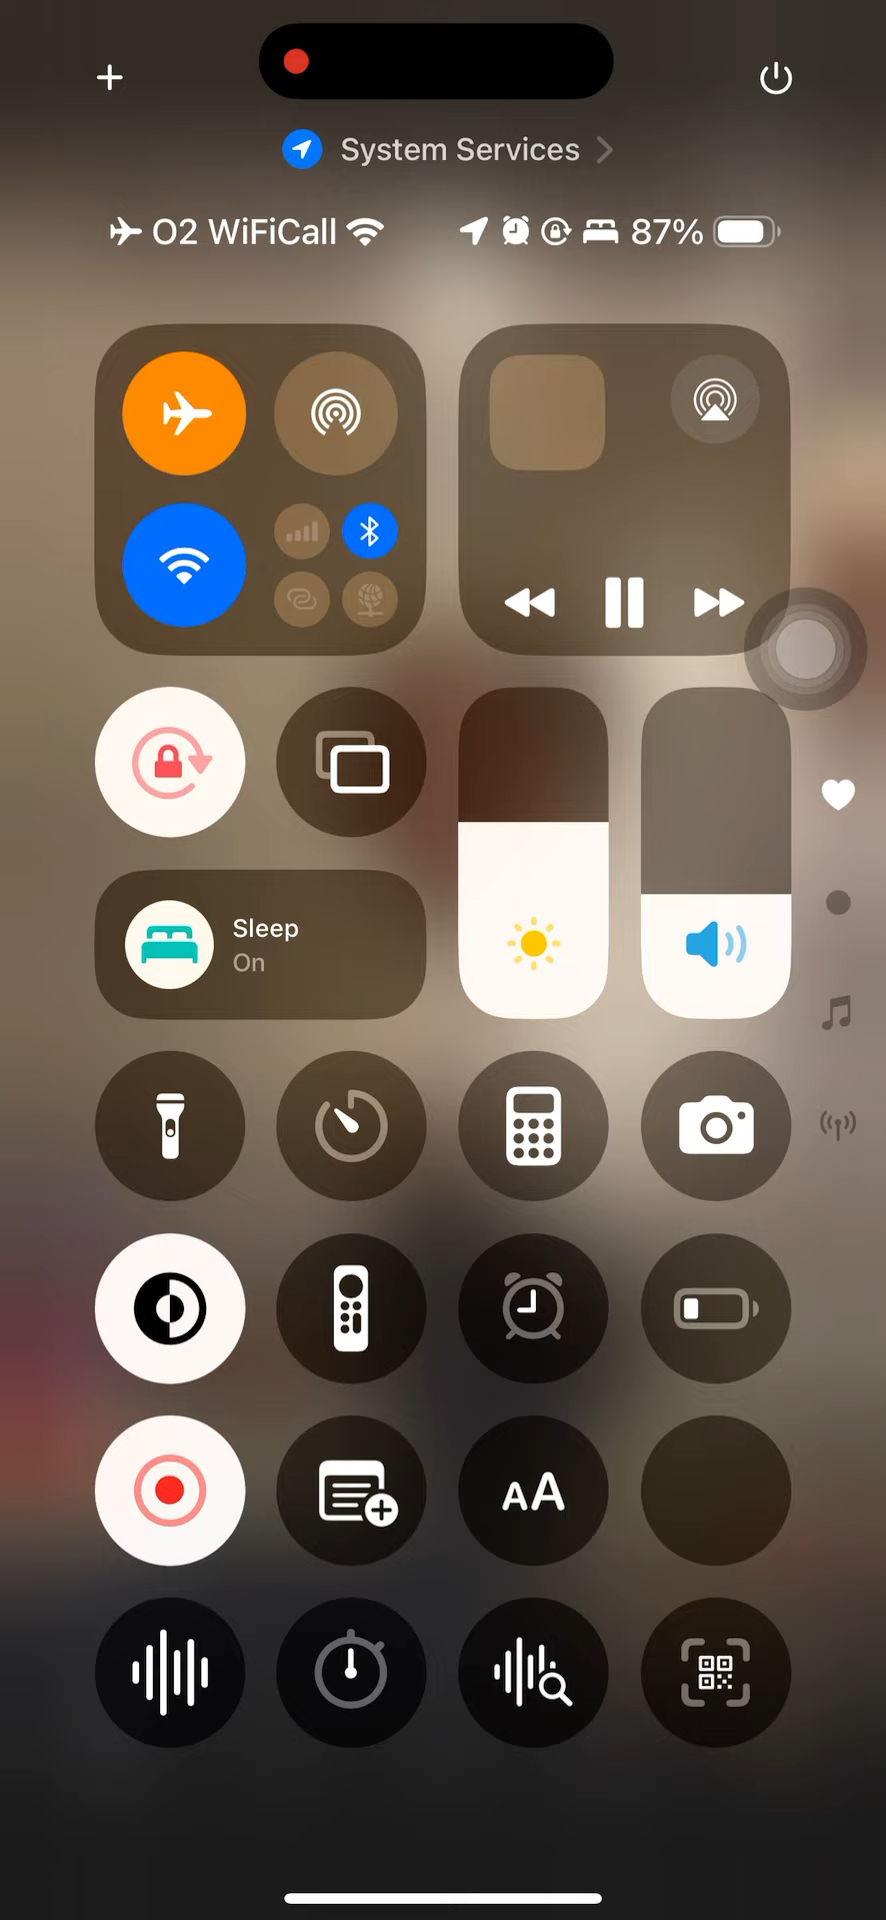 System Services
O2 WiFiCall 87%
Sleep
On
AA